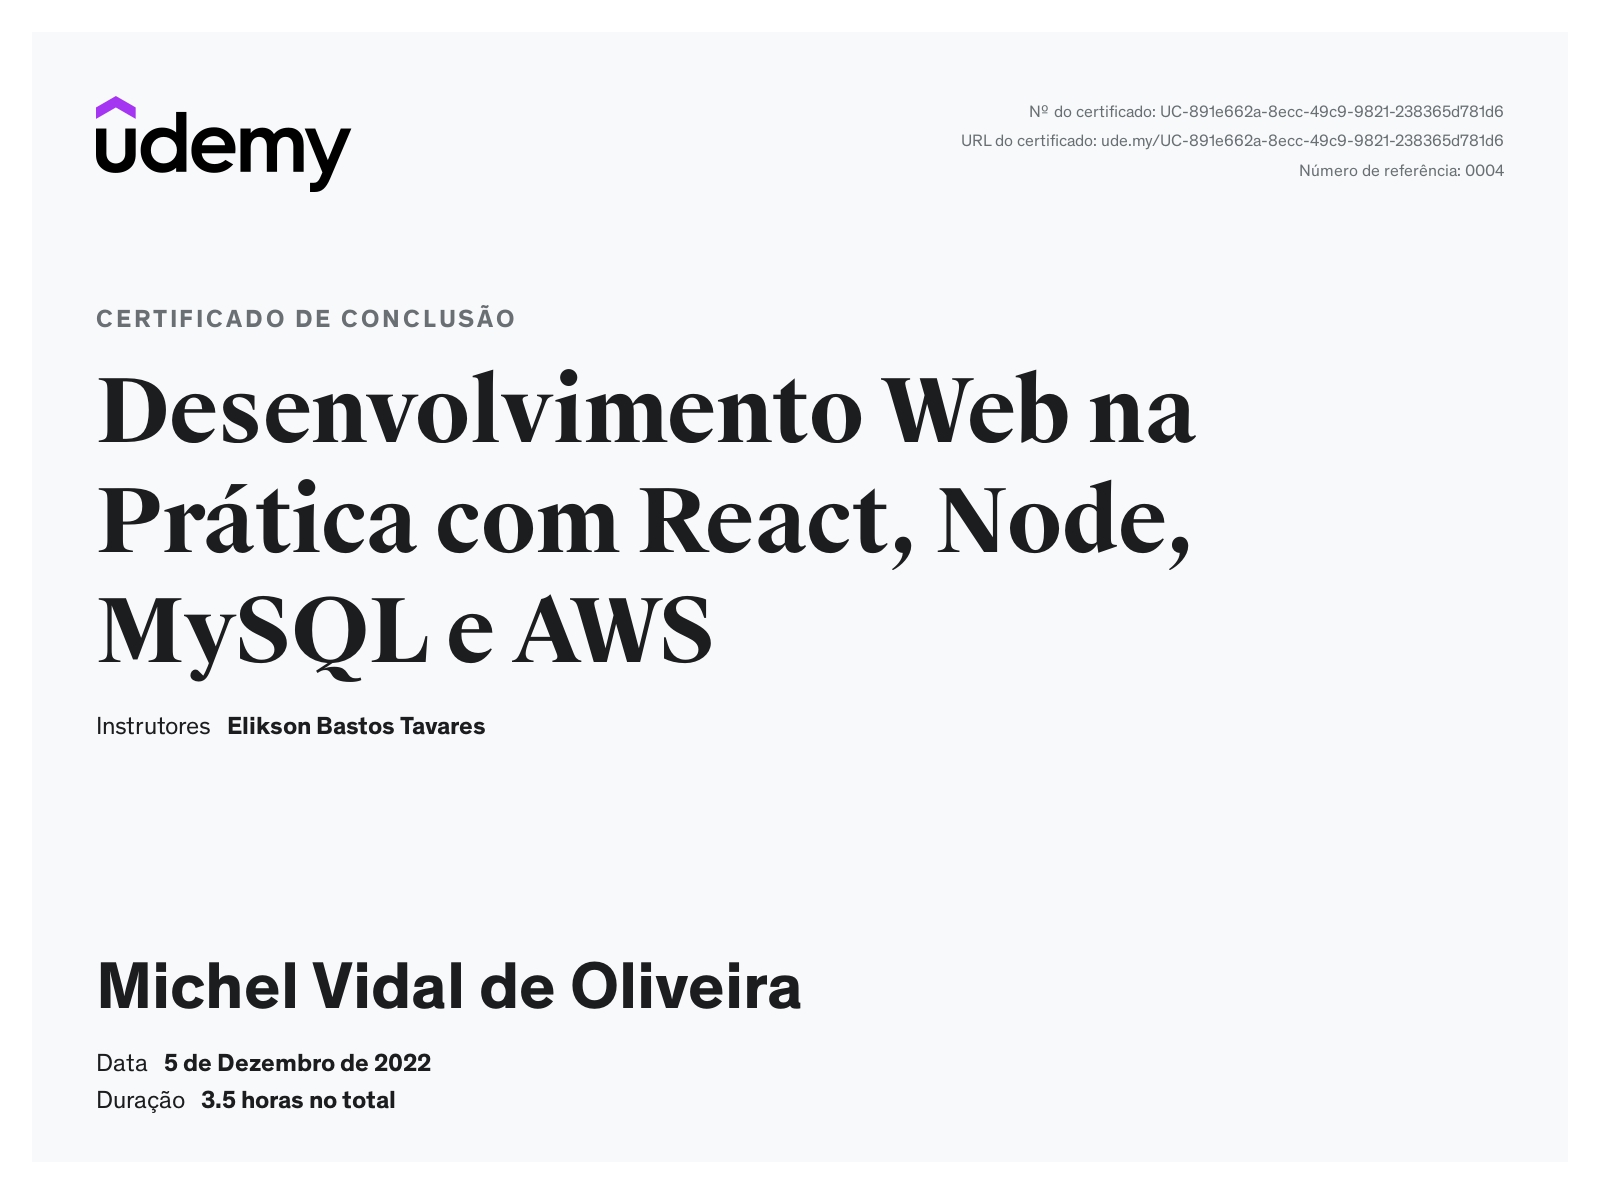 udemy
Nº do certificado: UC-891e662a-8ecc-49c9-9821-238365d781d6
URL do certificado: ude.my/UC-891e662a-8ecc-49c9-9821-238365d781d6
Número de referência: 0004
CERTIFICADO DE CONCLUSÃO
Desenvolvimento Web na
Prática com React, Node,
MySQL e AWS
Instrutores Elikson Bastos Tavares
Michel Vidal de Oliveira
Data 5 de Dezembro de 2022
Duração 3.5 horas no total